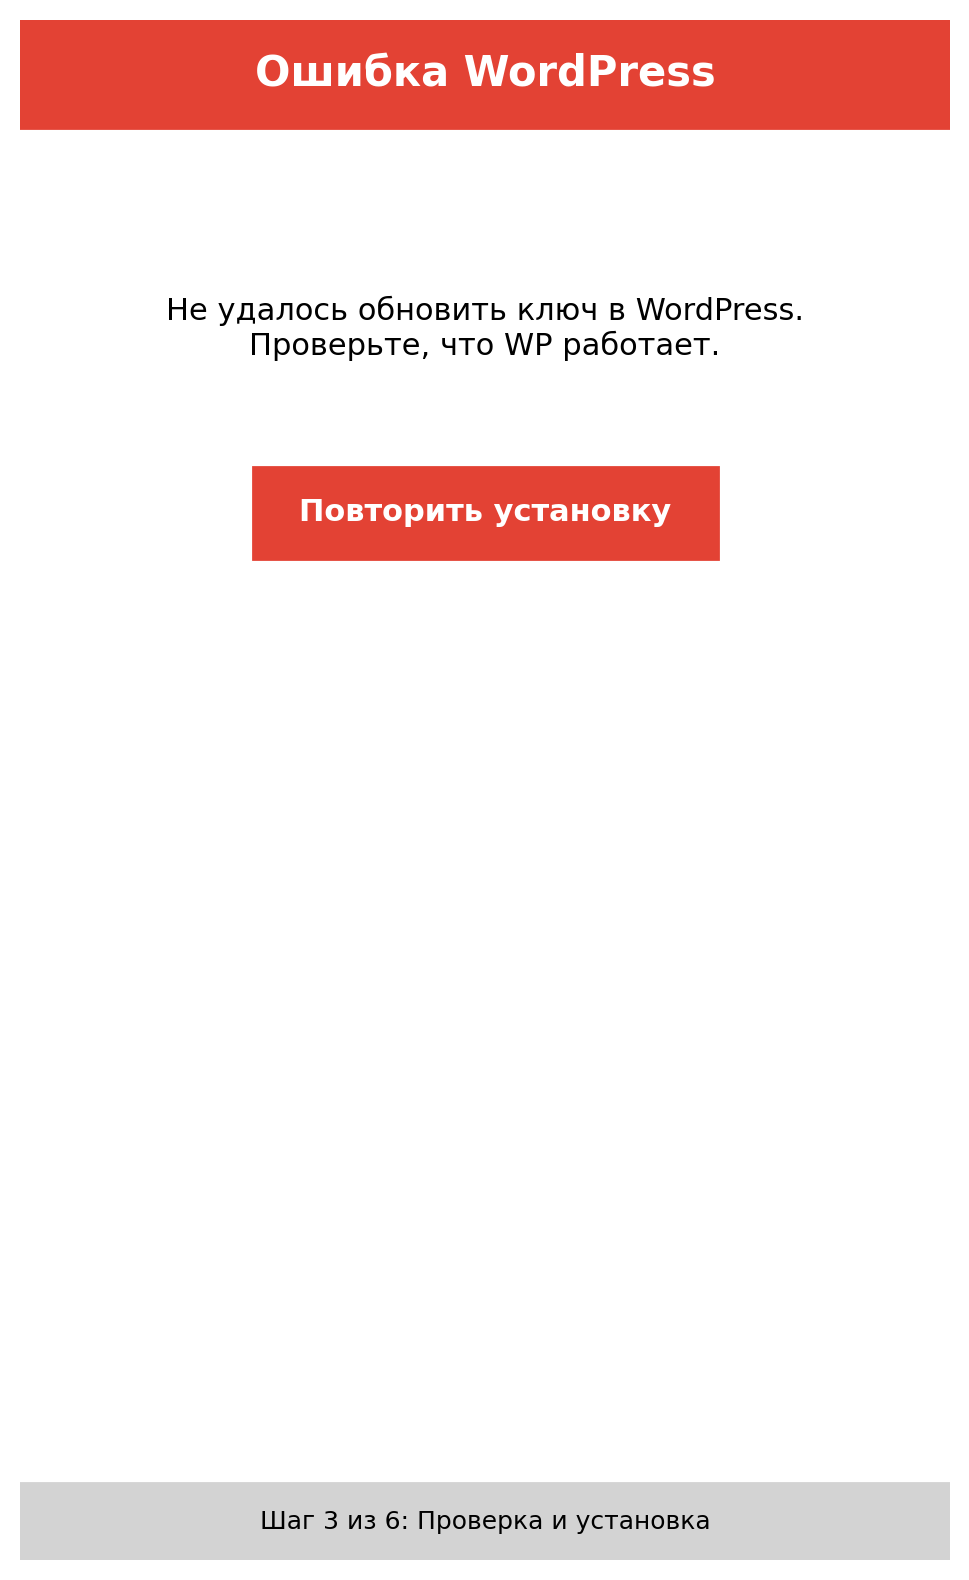 Ошибка WordPress
Не удалось обновить ключ в WordPress.
Проверьте, что WP работает.
Повторить установку
Шаг 3 из 6: Проверка и установка